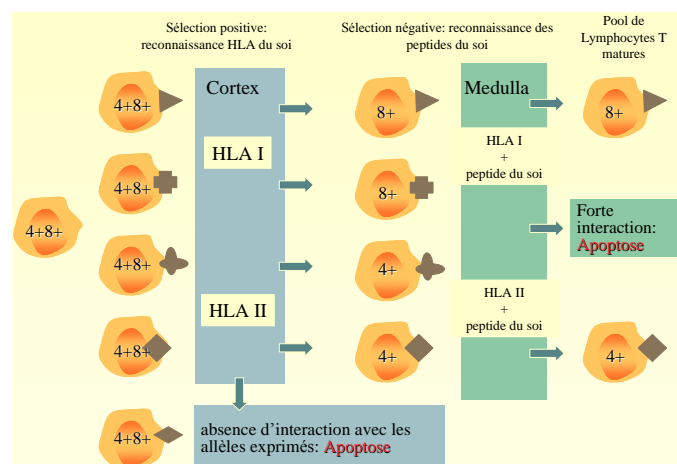 Sélection positive:
reconnaissance HLA du soi
Sélection négative: reconnaissance des
peptides du soi
Pool de
Lymphocytes T
matures
Cortex
Medulla
4+8+
8+
8+
HLA I
HLA I
+
peptide du soi
4+8+
8+
4+8+
Forte
interaction:
Apoptose
4+8+
4+
HLA II
HLA II
+
peptide du soi
4+8+
4+
4+
4+8+
absence d’interaction avec les
allèles exprimés: Apoptose